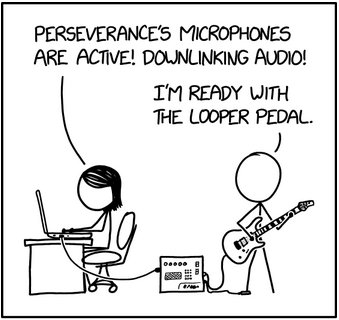 PERSEVERANCE'S MICROPHONES
ARE ACTIVE! DOWNLINKING AUDIO!
I'M READY WITH
THE LOOPER PEDAL.